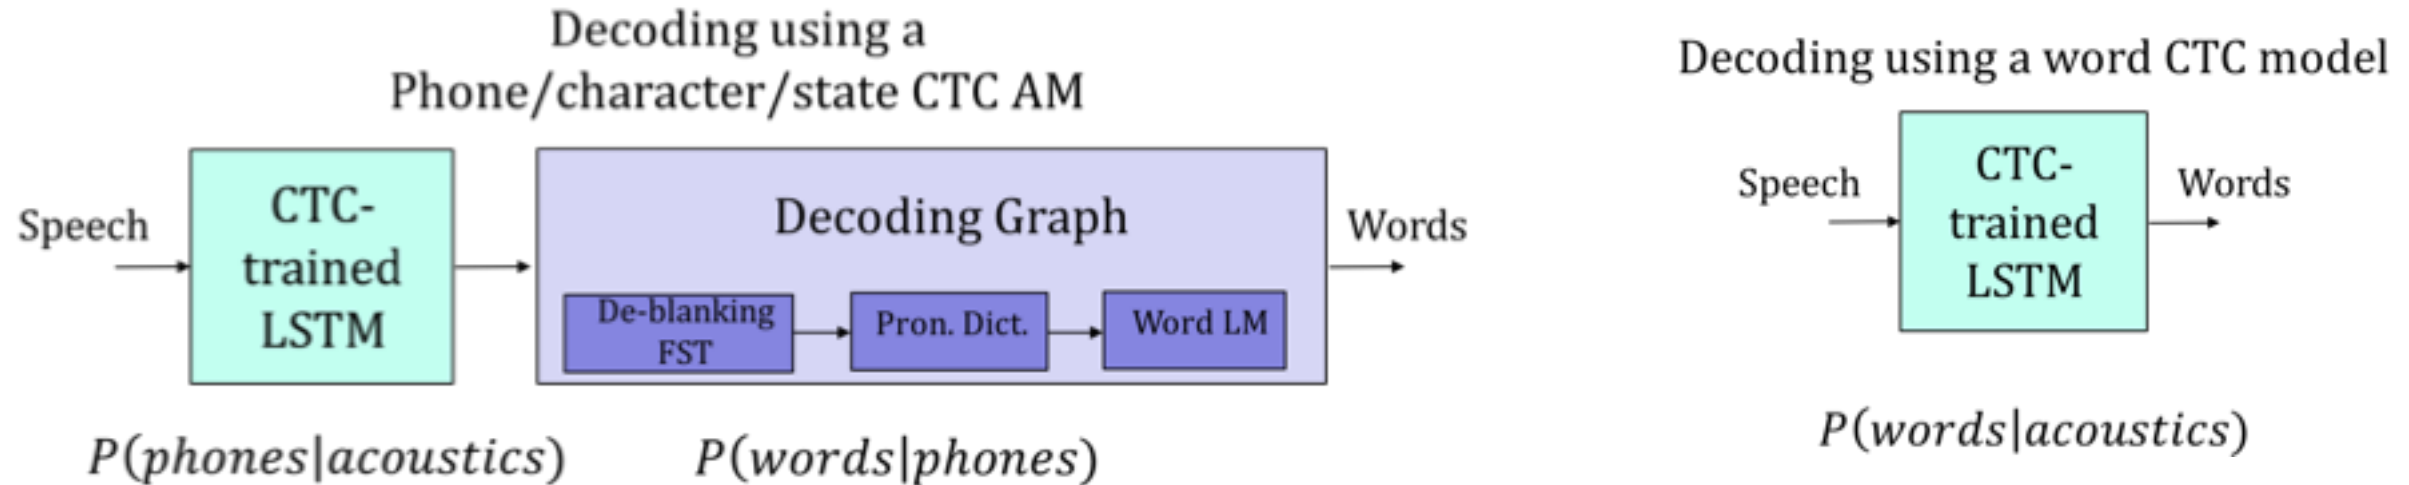 Decoding using a
Phone/character/state CTC AM
Speech
CTC-
trained
LSTM
Decoding Graph
De-blanking
FST
Pron. Dict.
Word LM
Words
P(phones|acoustics)
P(words|phones)
Decoding using a word CTC model
Speech
CTC-
trained
LSTM
Words
P(words|acoustics)